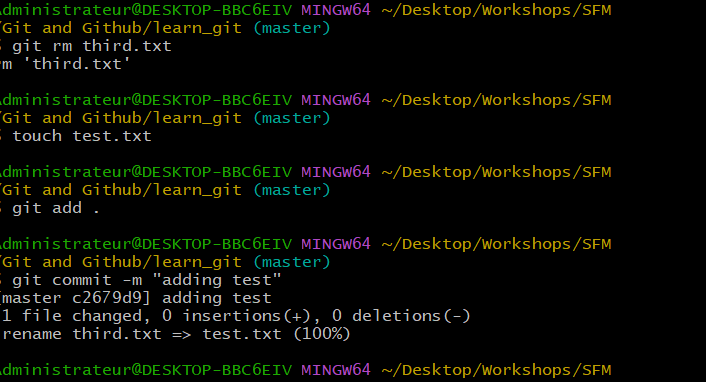 Administrateur@DESKTOP-BBC6EIV MINGW64 ~/Desktop/Workshops/SFM
/Git and Github/learn_git (master)
$ git rm third.txt
rm 'third.txt'
Administrateur@DESKTOP-BBC6EIV MINGW64 ~/Desktop/Workshops/SFM
/Git and Github/learn_git (master)
$ touch test.txt
Administrateur@DESKTOP-BBC6EIV MINGW64 ~/Desktop/Workshops/SFM
/Git and Github/learn_git (master)
$ git add .
Administrateur@DESKTOP-BBC6EIV MINGW64 ~/Desktop/Workshops/SFM
/Git and Github/learn_git (master)
$ git commit -m "adding test"
[master c2679d9] adding test
1 file changed, 0 insertions(+), 0 deletions(-)
rename third.txt => test.txt (100%)
Administrateur@DESKTOP-BBC6EIV MINGW64 ~/Desktop/Workshops/SFM